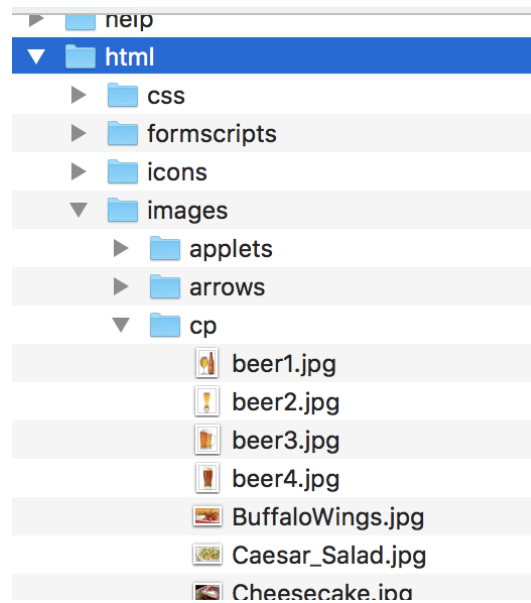 help
html
css
formscripts
icons
images
applets
arrows
cp
beer1.jpg
beer2.jpg
beer3.jpg
beer4.jpg
BuffaloWings.jpg
Caesar_Salad.jpg
Cheesecake.jpg